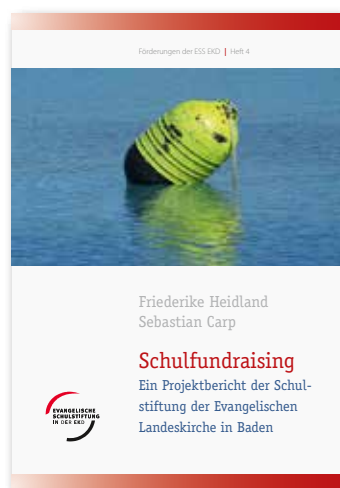 Förderungen der ESS EKD | Heft 4
Friederike Heidland
Sebastian Carp
Schulfundraising
Ein Projektbericht der Schul-
stiftung der Evangelischen
Landeskirche in Baden
EVANGELISCHE
SCHULSTIFTUNG
IN DER EKD